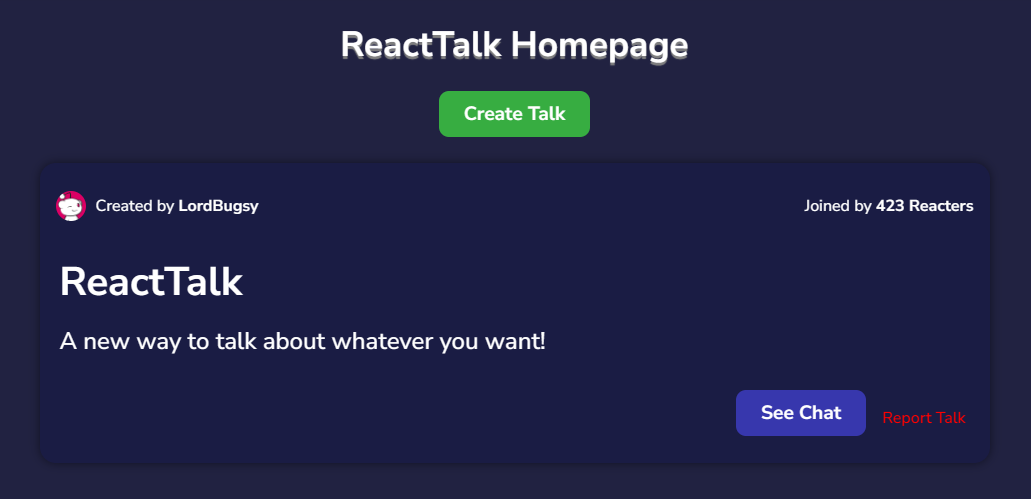 ReactTalk Homepage
Create Talk
Created by LordBugsy
Joined by 423 Reacters
ReactTalk
A new way to talk about whatever you want!
See Chat
Report Talk